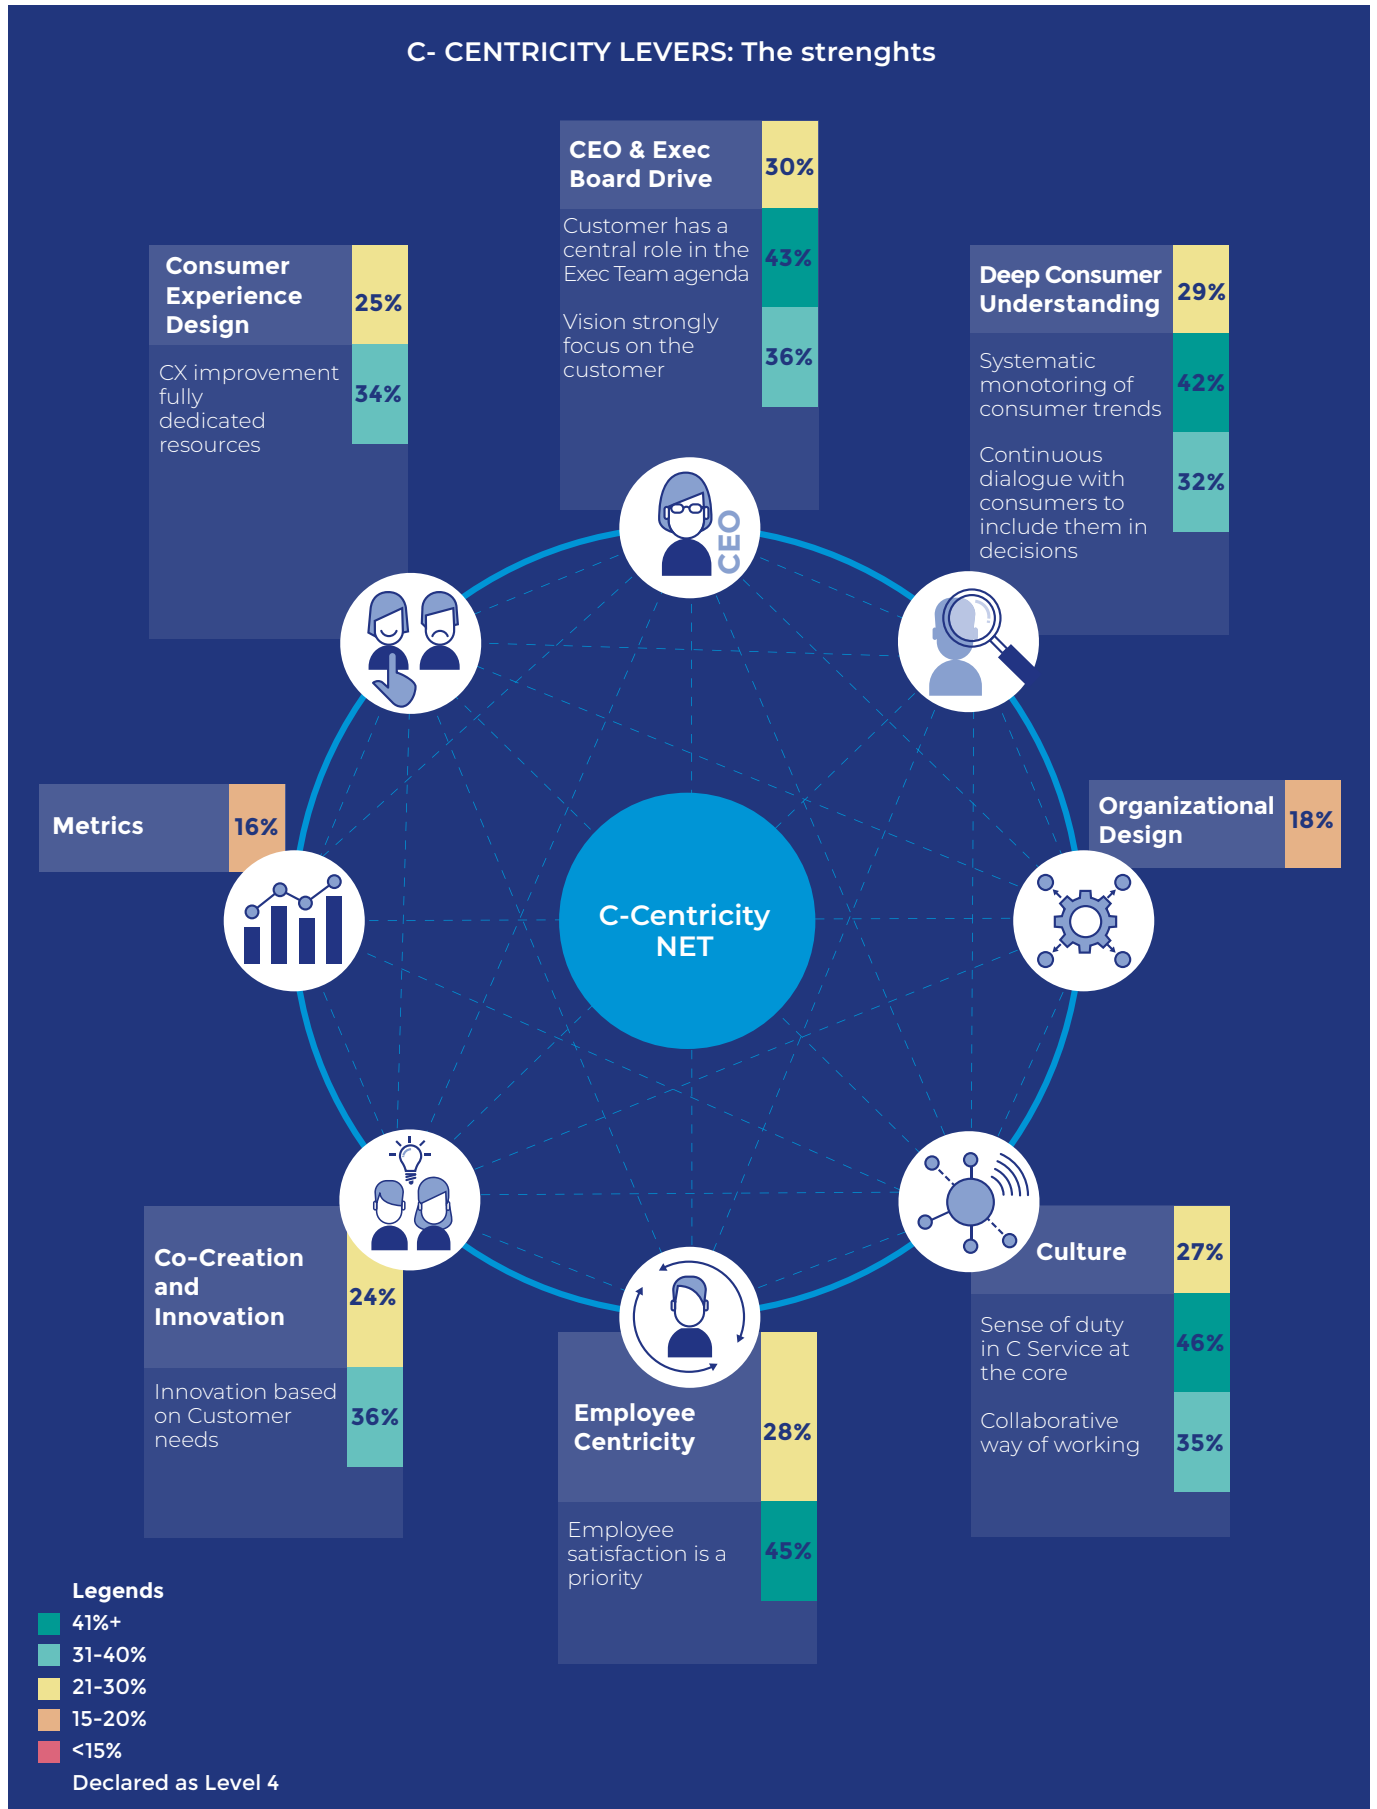 C- CENTRICITY LEVERS: The strenghts
CEO & Exec
Board Drive
30%
Customer has a
central role in the
Exec Team agenda
43%
Vision strongly
focus on the
customer
36%
Consumer
Experience
Design
25%
CX improvement
fully
dedicated
resources
34%
Deep Consumer
Understanding
29%
Systematic
monotoring of
consumer trends
42%
Continuous
dialogue with
consumers to
include them in
decisions
32%
CEO
Metrics
16%
Organizational
Design
18%
C-Centricity
NET
Co-Creation
and
Innovation
24%
Innovation based
on Customer
needs
36%
Employee
Centricity
28%
Employee
satisfaction is a
priority
45%
Culture
27%
Sense of duty
in C Service at
the core
46%
Collaborative
way of working
35%
Legends
41%+
31-40%
21-30%
15-20%
<15%
Declared as Level 4